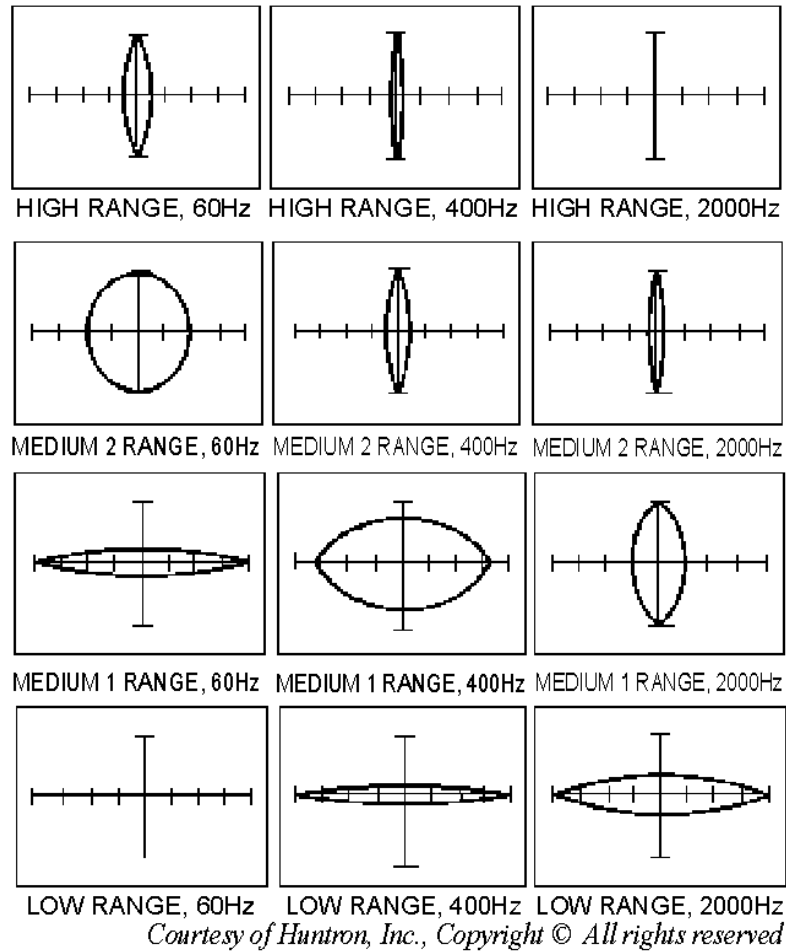 HIGH RANGE, 60Hz HIGH RANGE, 400Hz HIGH RANGE, 2000Hz
MEDIUM 2 RANGE, 60Hz MEDIUM 2 RANGE, 400Hz MEDIUM 2 RANGE, 2000Hz
MEDIUM 1 RANGE, 60Hz MEDIUM 1 RANGE, 400Hz MEDIUM 1 RANGE, 2000Hz
LOW RANGE, 60Hz LOW RANGE, 400Hz LOW RANGE, 2000Hz
Courtesy of Huntron, Inc., Copyright © All rights reserved